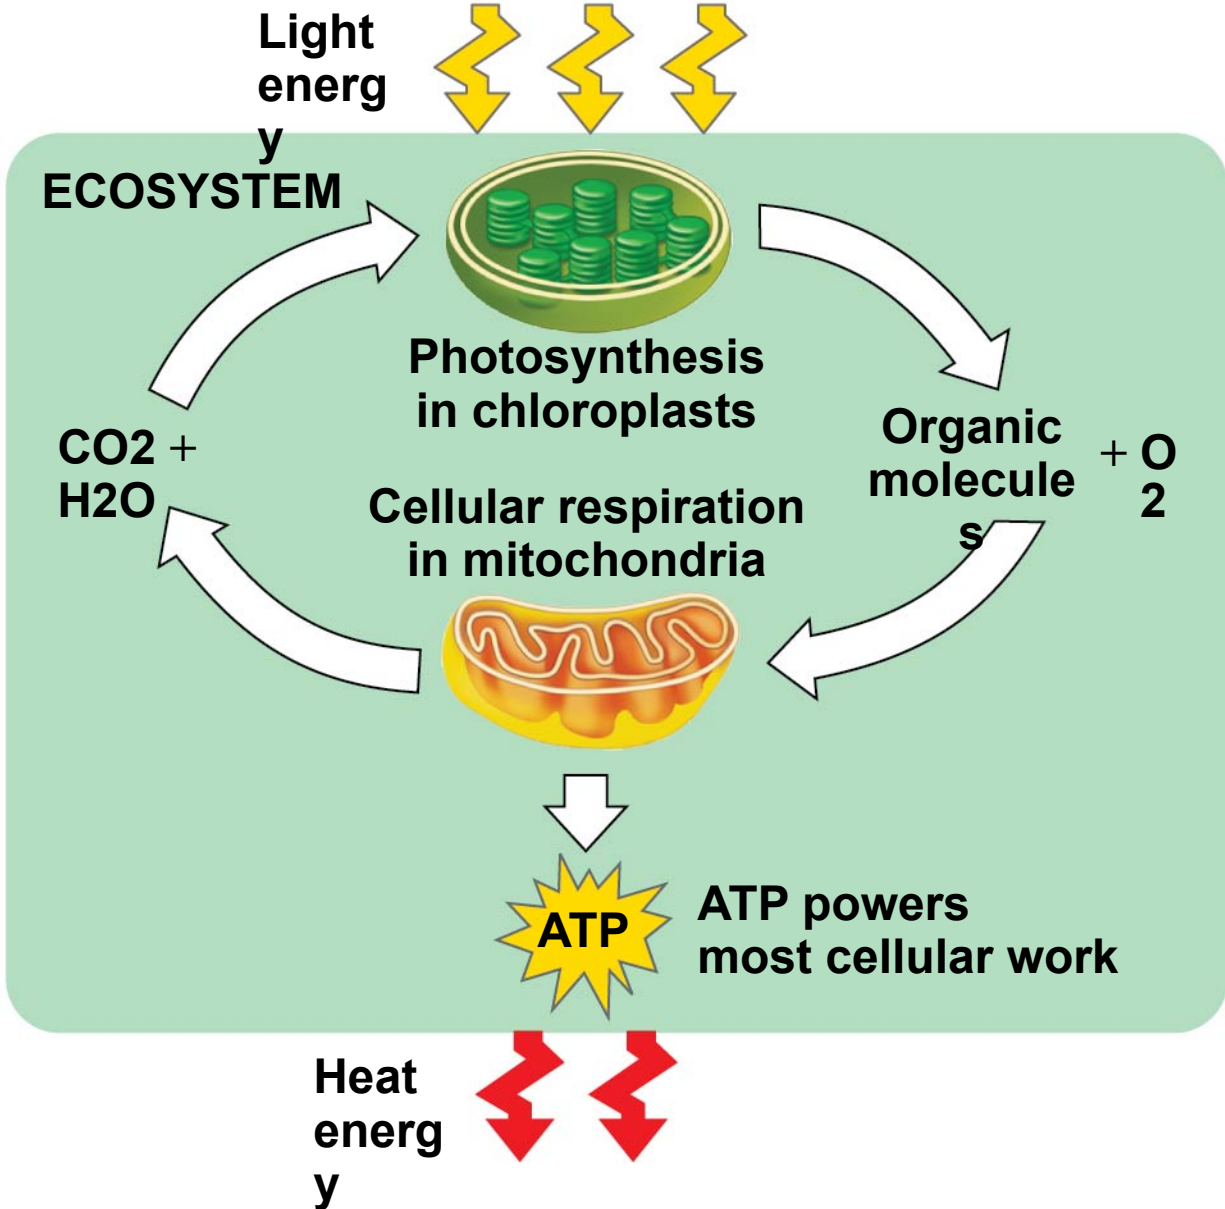 Light
energ
y
ECOSYSTEM
Photosynthesis
in chloroplasts
CO2 +
H2O
Organic
molecule
s
+ O
2
Cellular respiration
in mitochondria
ATP
ATP powers
most cellular work
Heat
energ
y